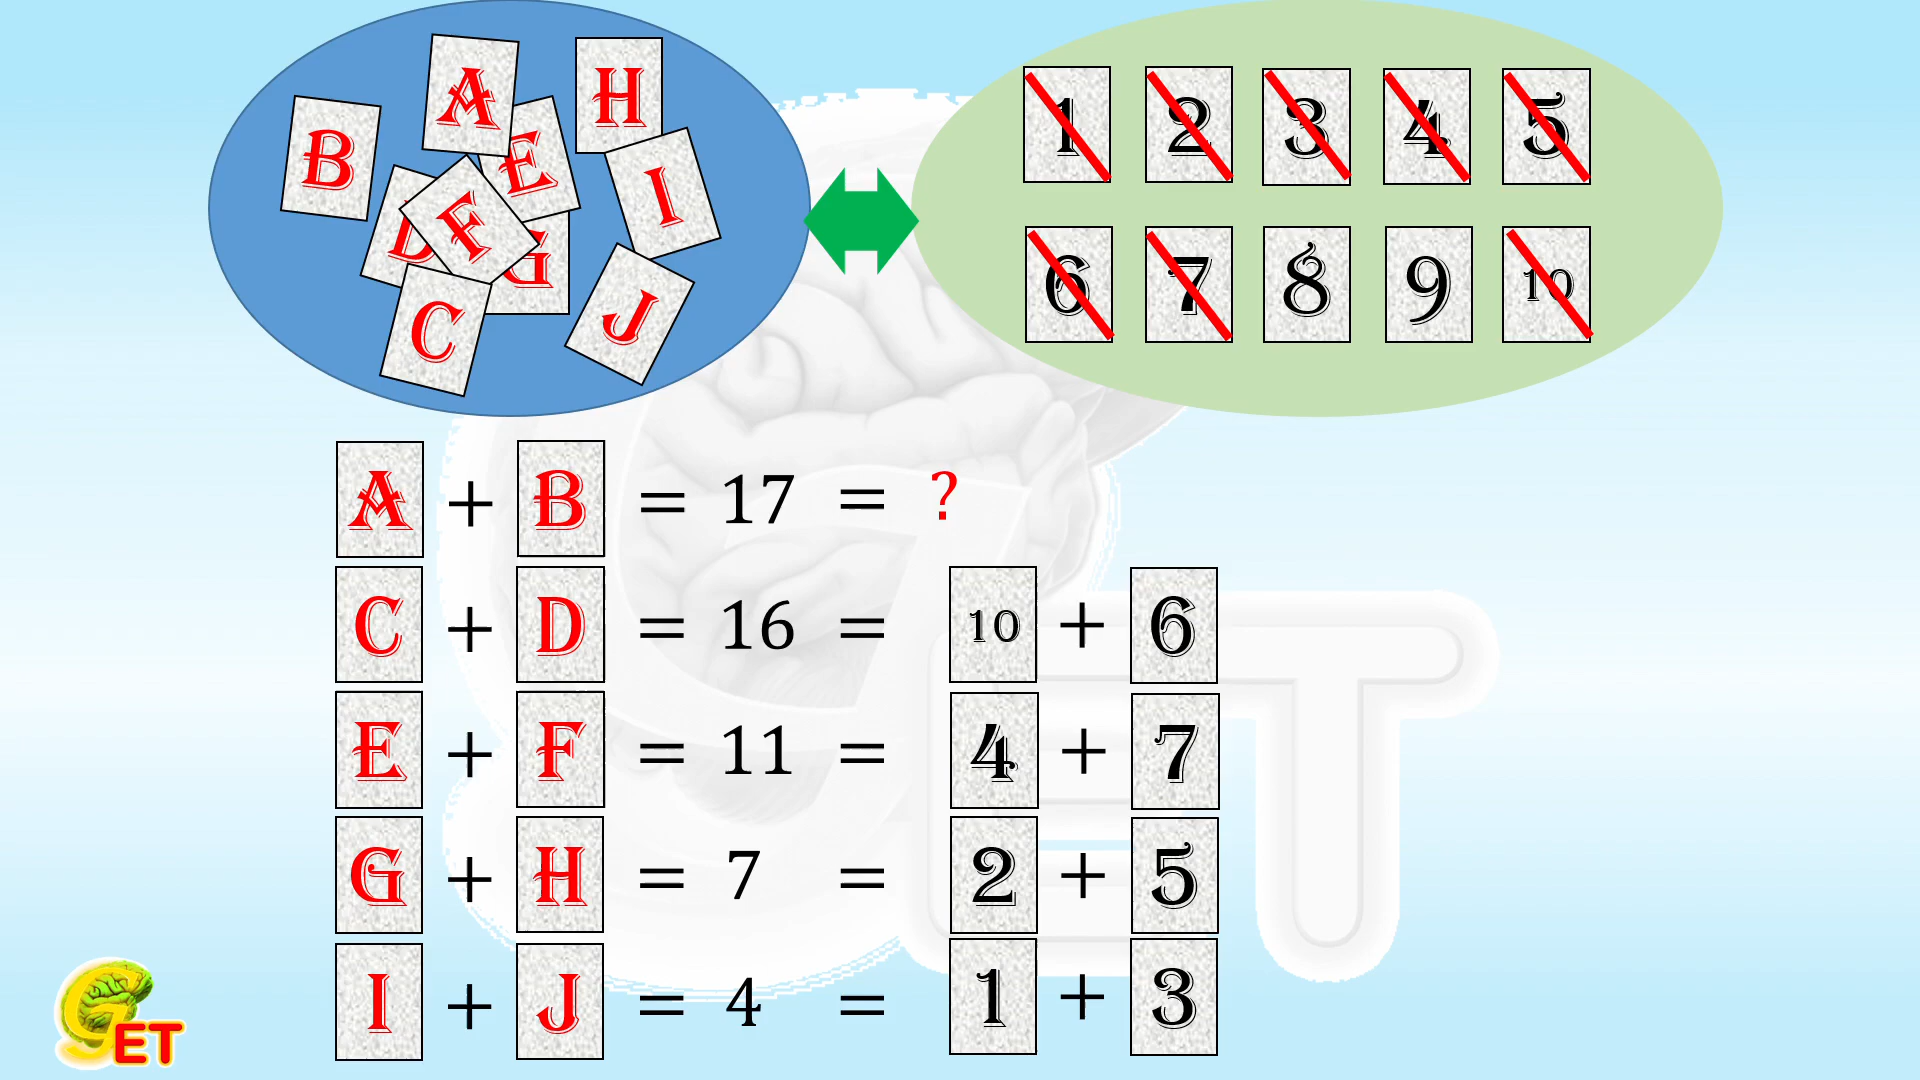 A H
B E
I
D F G
C J
1 2 3 4 5
6 7 8 9 10
A + B = 17 = ?
C + D = 16 = 10 + 6
E + F = 11 = 4 + 7
G + H = 7 = 2 + 5
I + J = 4 = 1 + 3
GET
GET